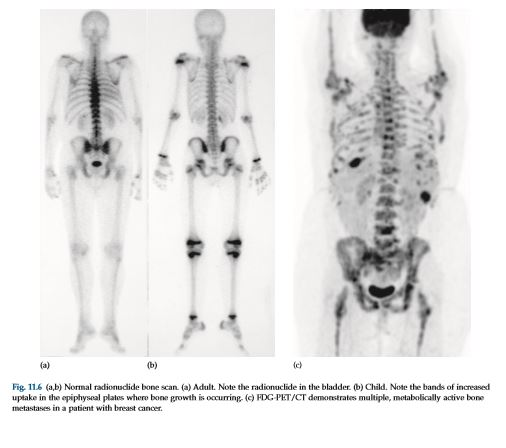 (a)
(b)
(c)
Fig. 11.6 (a,b) Normal radionuclide bone scan. (a) Adult. Note the radionuclide in the bladder. (b) Child. Note the bands of increased
uptake in the epiphyseal plates where bone growth is occurring. (c) FDG-PET/CT demonstrates multiple, metabolically active bone
metastases in a patient with breast cancer.